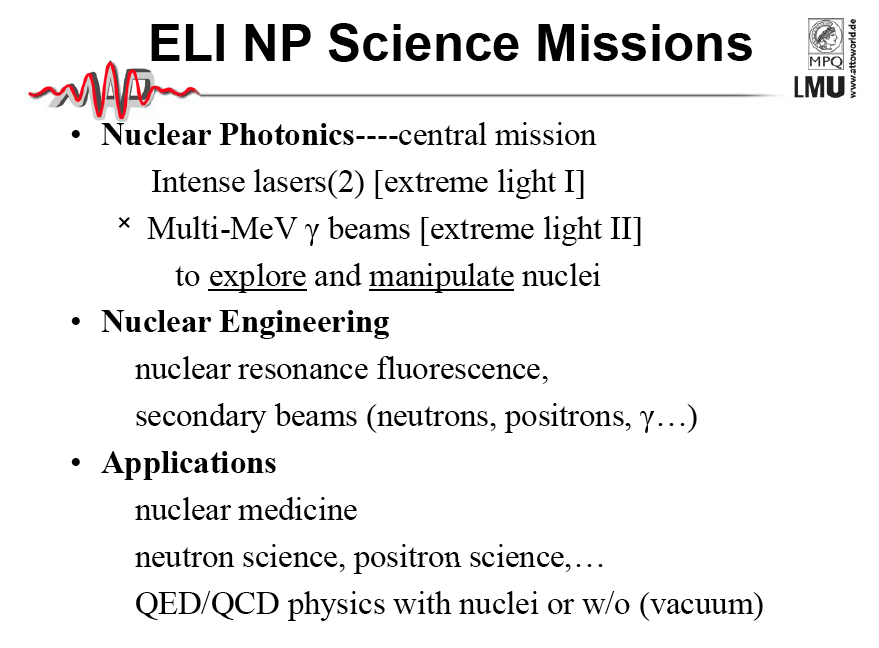 ELI NP Science Missions
MPQ
LMU
www.attoworld.de
• Nuclear Photonics----central mission
Intense lasers(2) [extreme light I]
× Multi-MeV γ beams [extreme light II]
to explore and manipulate nuclei
• Nuclear Engineering
nuclear resonance fluorescence,
secondary beams (neutrons, positrons, γ…)
• Applications
nuclear medicine
neutron science, positron science,…
QED/QCD physics with nuclei or w/o (vacuum)